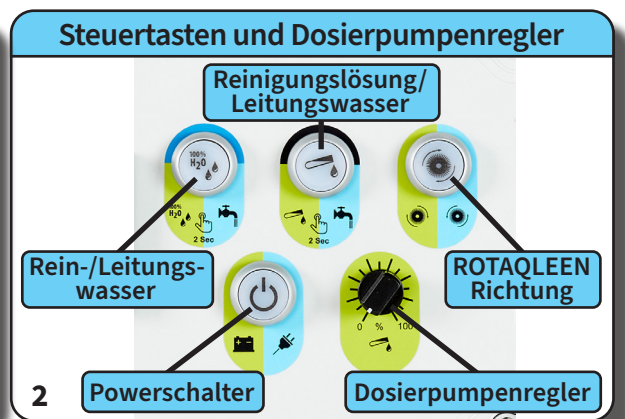 Steuertasten und Dosierpumpenregler
Reinigungslösung/
Leitungswasser
100%
H₂O
100%
H₂O
2 Sec
2 Sec
Rein-/Leitungs-
wasser
ROTAQLEEN
Richtung
0 % 100
2
Powerschalter
Dosierpumpenregler